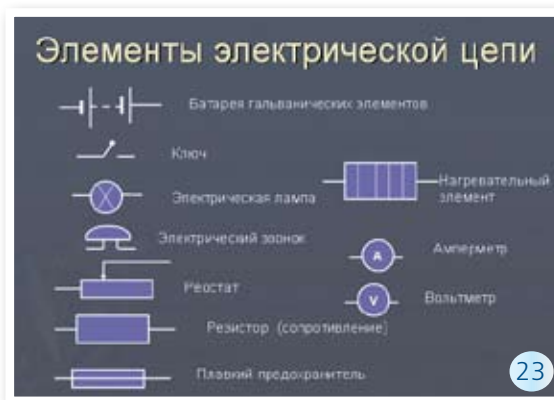 Элементы электрической цепи
Батарея гальванических элементов
Ключ
Электрическая лампа
Электрический звонок
Реостат
Резистор (сопротивление)
Плавкий предохранитель
Нагревательный
элемент
A
Амперметр
V
Вольтметр
23